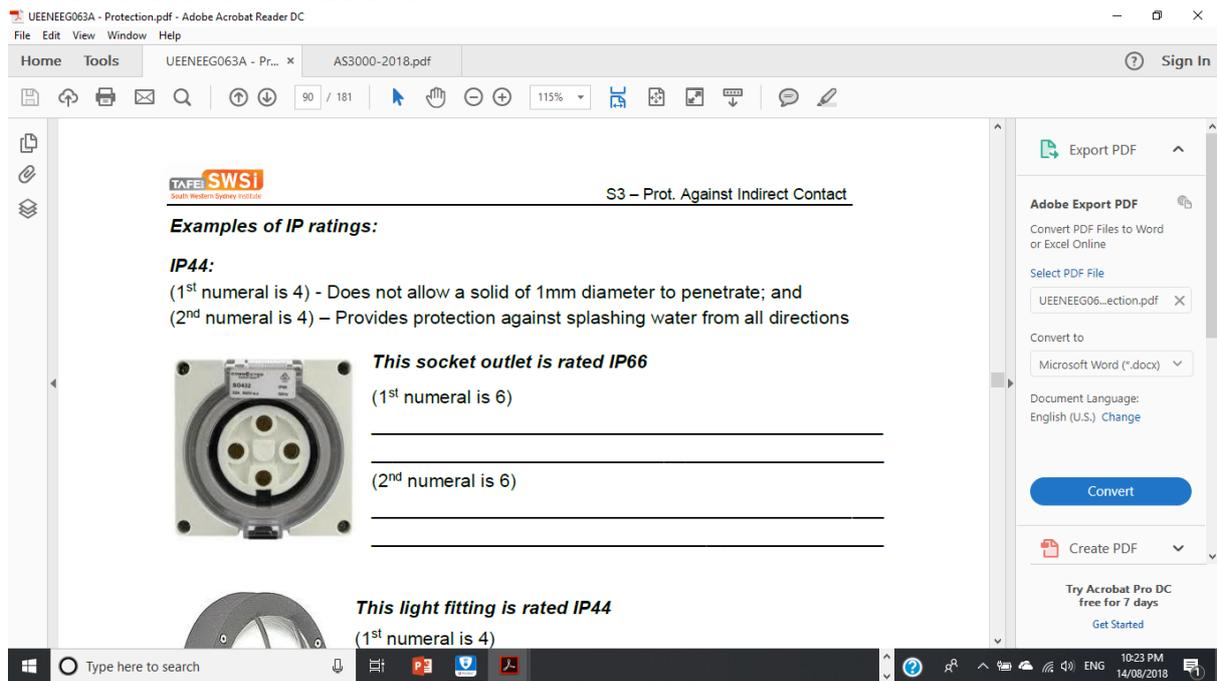 UEENEEG063A - Protection.pdf - Adobe Acrobat Reader DC
File Edit View Window Help
Home Tools UEENEEG063A - Pr... × AS3000-2018.pdf Sign In
90 / 181 115%
TAFE SWSi
South Western Sydney Institute
S3 – Prot. Against Indirect Contact
Examples of IP ratings:
IP44:
(1st numeral is 4) - Does not allow a solid of 1mm diameter to penetrate; and
(2nd numeral is 4) – Provides protection against splashing water from all directions
SO432
This socket outlet is rated IP66
(1st numeral is 6)
(2nd numeral is 6)
This light fitting is rated IP44
(1st numeral is 4)
Export PDF
Adobe Export PDF
Convert PDF Files to Word
or Excel Online
Select PDF File
UEENEEG06...ection.pdf
Convert to
Microsoft Word (*.docx)
Document Language:
English (U.S.) Change
Convert
Create PDF
Try Acrobat Pro DC
free for 7 days
Get Started
Type here to search
ENG
10:23 PM
14/08/2018
1